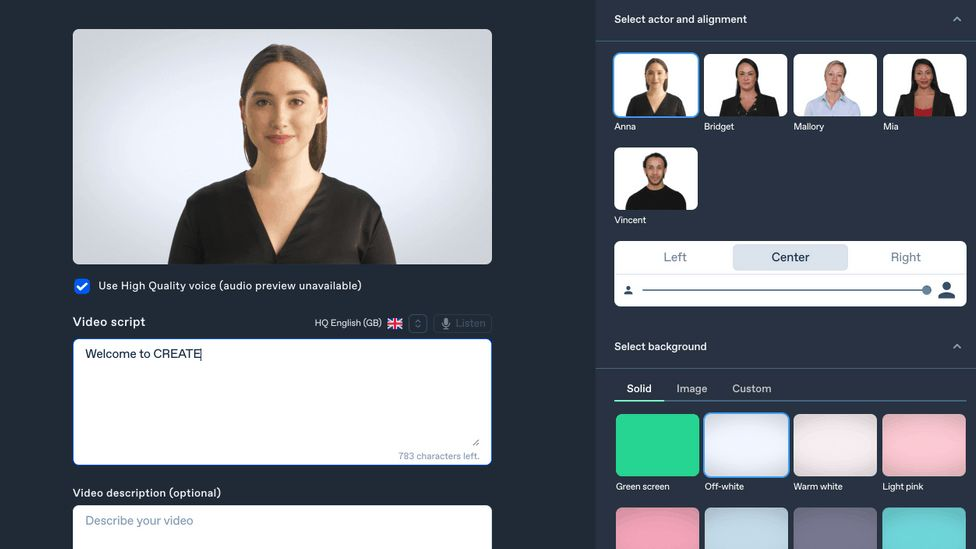 Select actor and alignment
Anna
Bridget
Mallory
Mia
Vincent
Left Center Right
Use High Quality voice (audio preview unavailable)
Video script
HQ English (GB)
Listen
Welcome to CREATE
783 characters left.
Video description (optional)
Describe your video
Select background
Solid Image Custom
Green screen
Off-white
Warm white
Light pink